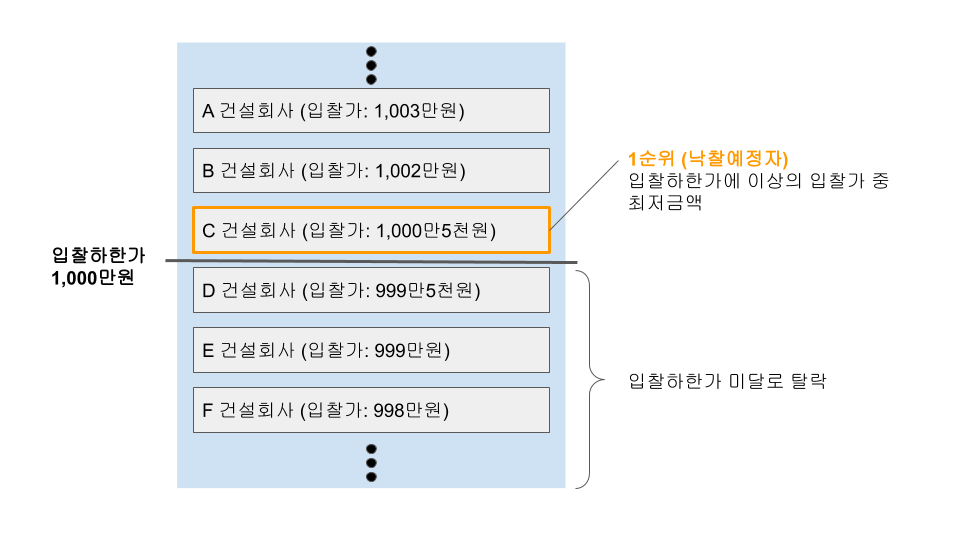 A 건설회사 (입찰가: 1,003만원)
B 건설회사 (입찰가: 1,002만원)
1순위 (낙찰예정자)
입찰하한가에 이상의 입찰가 중
최저금액
C 건설회사 (입찰가: 1,000만5천원)
입찰하한가
1,000만원
D 건설회사 (입찰가: 999만5천원)
E 건설회사 (입찰가: 999만원)
입찰하한가 미달로 탈락
F 건설회사 (입찰가: 998만원)